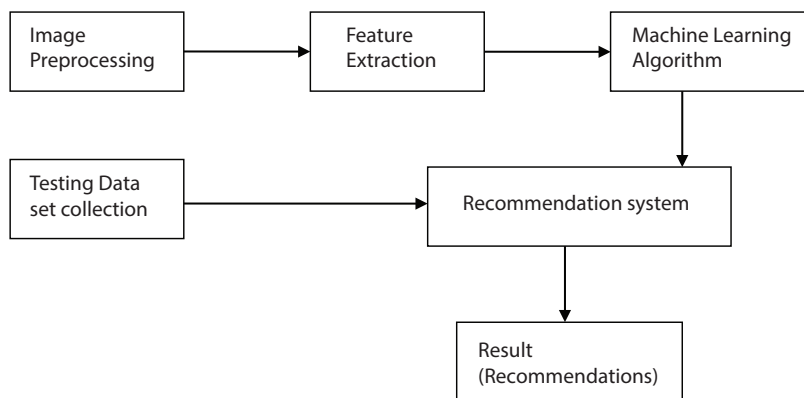 Image
Preprocessing
Feature
Extraction
Machine Learning
Algorithm
Testing Data
set collection
Recommendation system
Result
(Recommendations)